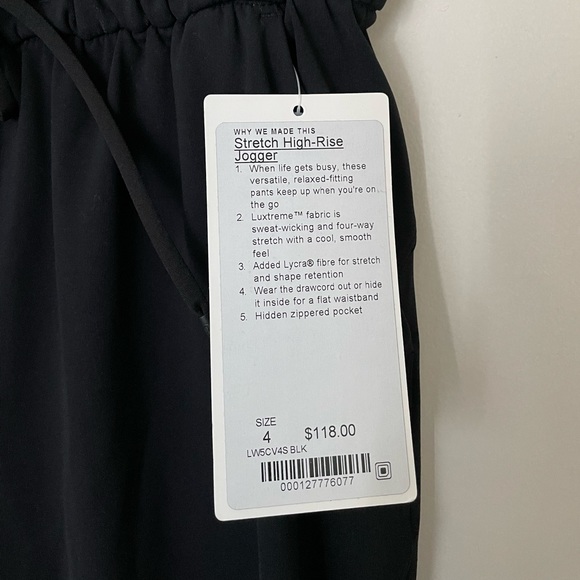 WHY WE MADE THIS
Stretch High-Rise
Jogger
1. When life gets busy, these
versatile, relaxed-fitting
pants keep up when you're on
the go
2. Luxtreme™ fabric is
sweat-wicking and four-way
stretch with a cool, smooth
feel
3. Added Lycra® fibre for stretch
and shape retention
4. Wear the drawcord out or hide
it inside for a flat waistband
5. Hidden zippered pocket
SIZE
4 $118.00
LW5CV4S BLK
000127776077